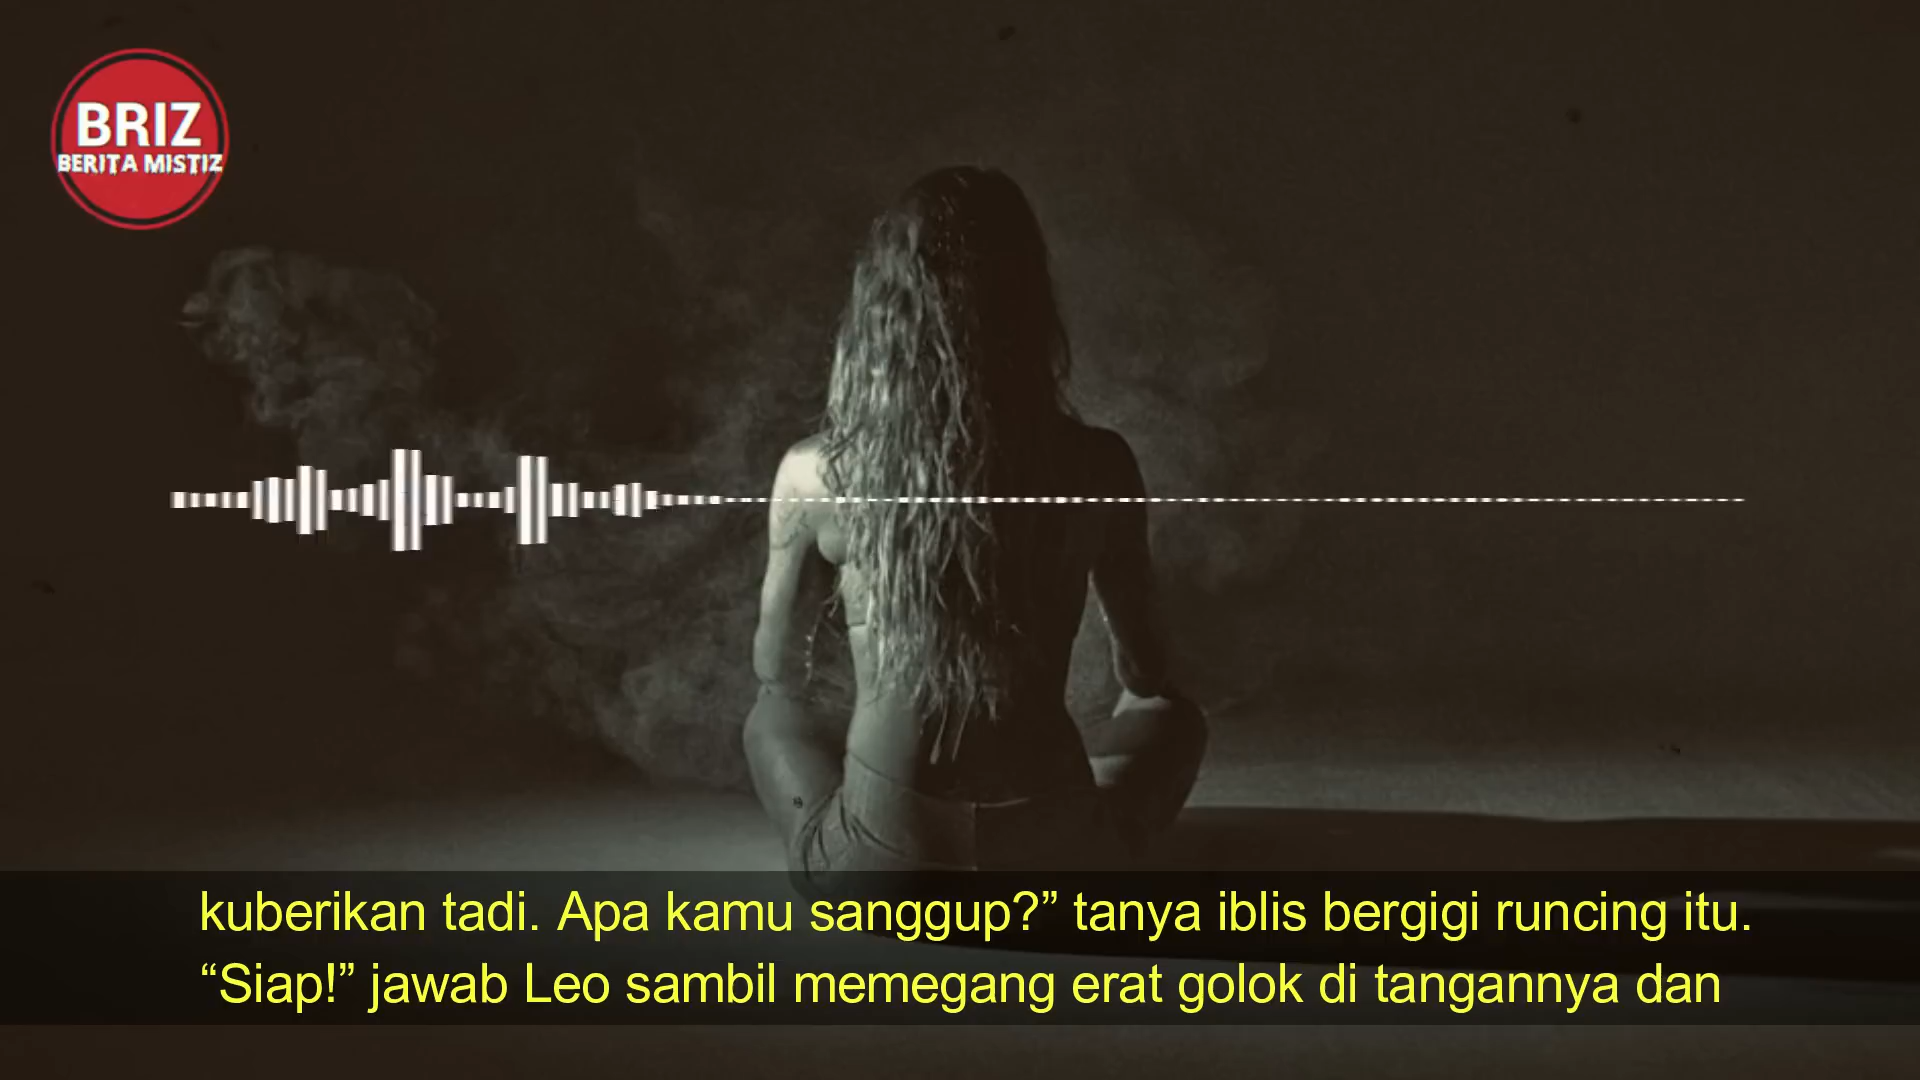 BRIZ
BERITA MISTIZ
kuberikan tadi. Apa kamu sanggup?” tanya iblis bergigi runcing itu.
“Siap!” jawab Leo sambil memegang erat golok di tangannya dan